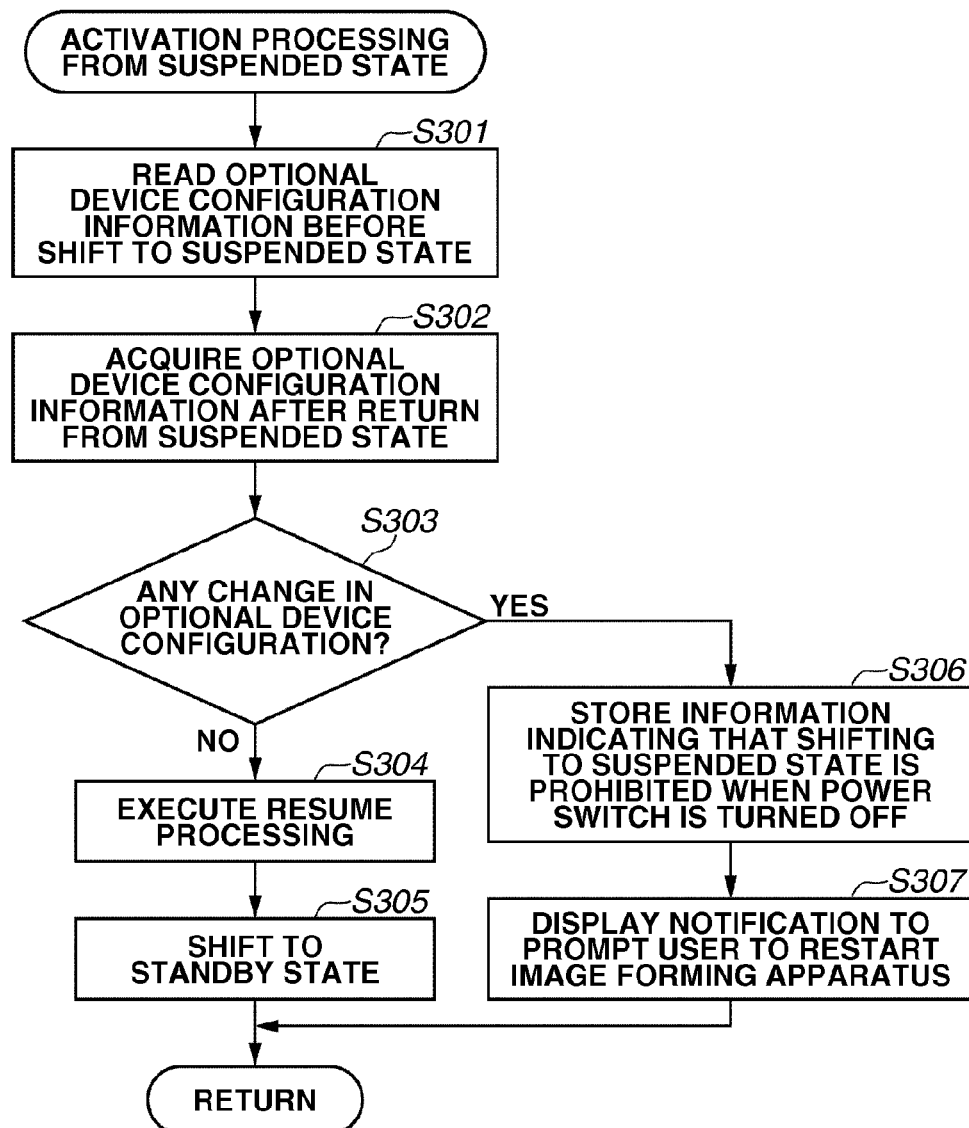 ACTIVATION PROCESSING
FROM SUSPENDED STATE
S301
READ OPTIONAL
DEVICE CONFIGURATION
INFORMATION BEFORE
SHIFT TO SUSPENDED STATE
S302
ACQUIRE OPTIONAL
DEVICE CONFIGURATION
INFORMATION AFTER RETURN
FROM SUSPENDED STATE
S303
ANY CHANGE IN
OPTIONAL DEVICE
CONFIGURATION?
YES
NO
S304
EXECUTE RESUME
PROCESSING
S305
SHIFT TO
STANDBY STATE
S306
STORE INFORMATION
INDICATING THAT SHIFTING
TO SUSPENDED STATE IS
PROHIBITED WHEN POWER
SWITCH IS TURNED OFF
S307
DISPLAY NOTIFICATION TO
PROMPT USER TO RESTART
IMAGE FORMING APPARATUS
RETURN